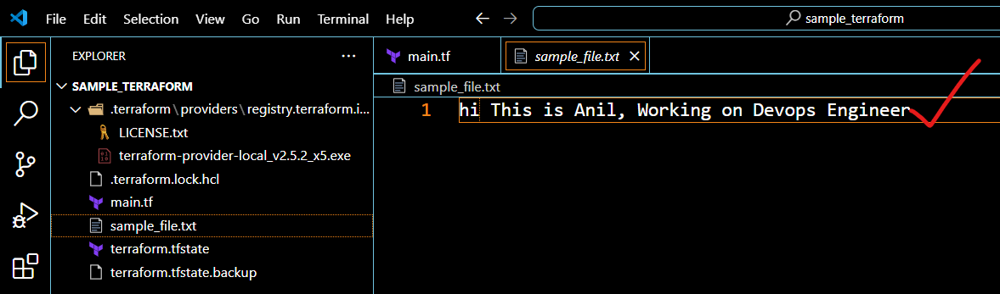 File Edit Selection View Go Run Terminal Help
sample_terraform
EXPLORER
SAMPLE_TERRAFORM
.terraform\providers\registry.terraform.i...
LICENSE.txt
terraform-provider-local_v2.5.2_x5.exe
.terraform.lock.hcl
main.tf
sample_file.txt
terraform.tfstate
terraform.tfstate.backup
main.tf
sample_file.txt
sample_file.txt
1 hi This is Anil, Working on Devops Engineer